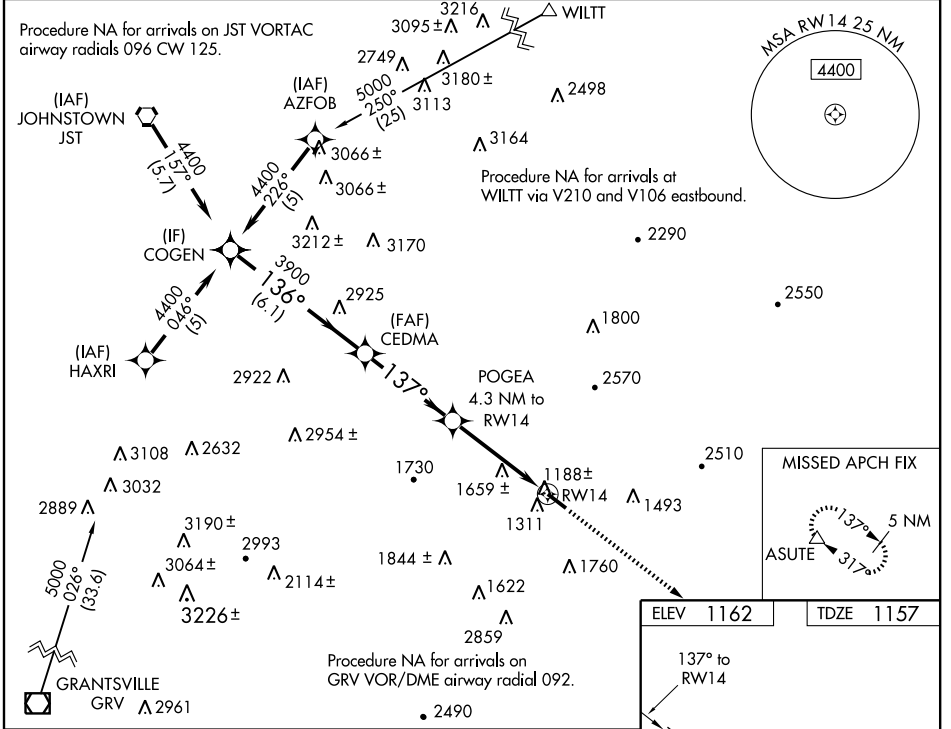 Procedure NA for arrivals on JST VORTAC
airway radials 096 CW 125.
3216
3095 ±
WILTT
2749
3180 ±
3113
5000
250°
(25)
2498
MSA RW14 25 NM
4400
(IAF)
AZFOB
(IAF)
JOHNSTOWN
JST
4400
157°
(5.7)
3066 ±
3066 ±
3164
4400
226°
(5)
Procedure NA for arrivals at
WILTT via V210 and V106 eastbound.
(IF)
COGEN
3212 ±
3170
2290
3900
136°
(6.1)
4400
046°
(5)
2925
2550
(IAF)
HAXRI
(FAF)
CEDMA
1800
2922
137°
POGEA
4.3 NM to
RW14
2570
3108
2632
2954 ±
3032
2889
1730
1659 ±
1188±
RW14
1311
1493
2510
MISSED APCH FIX
137°
5 NM
ASUTE
317°
3190 ±
2993
3064±
2114 ±
3226 ±
1844 ±
1760
1622
2859
5000
026°
(33.6)
ELEV 1162
TDZE 1157
137° to
RW14
Procedure NA for arrivals on
GRV VOR/DME airway radial 092.
GRANTSVILLE
GRV
2961
2490